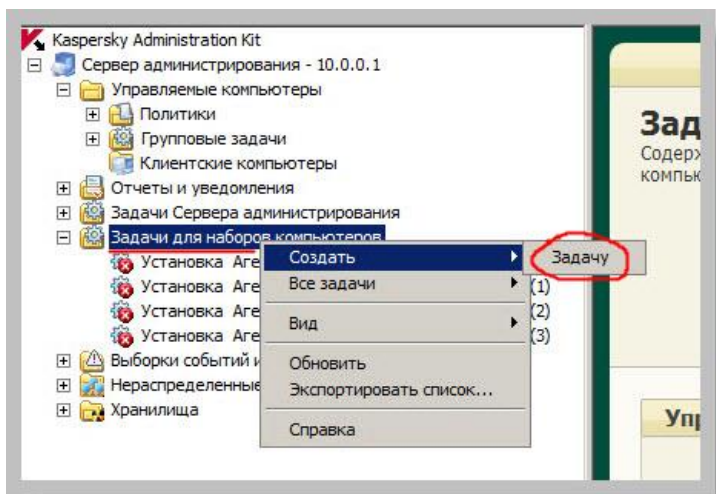 Kaspersky Administration Kit
Сервер администрирования - 10.0.0.1
Управляемые компьютеры
Политики
Групповые задачи
Клиентские компьютеры
Отчеты и уведомления
Задачи Сервера администрирования
Задачи для наборов компьютеров
Установка Аге
Установка Аге (1)
Установка Аге (2)
Установка Аге (3)
Выборки событий и
Нераспределенные
Хранилища
Создать
Задачу
Все задачи
Вид
Обновить
Экспортировать список...
Справка
Зад
Содерж
компью
Упр